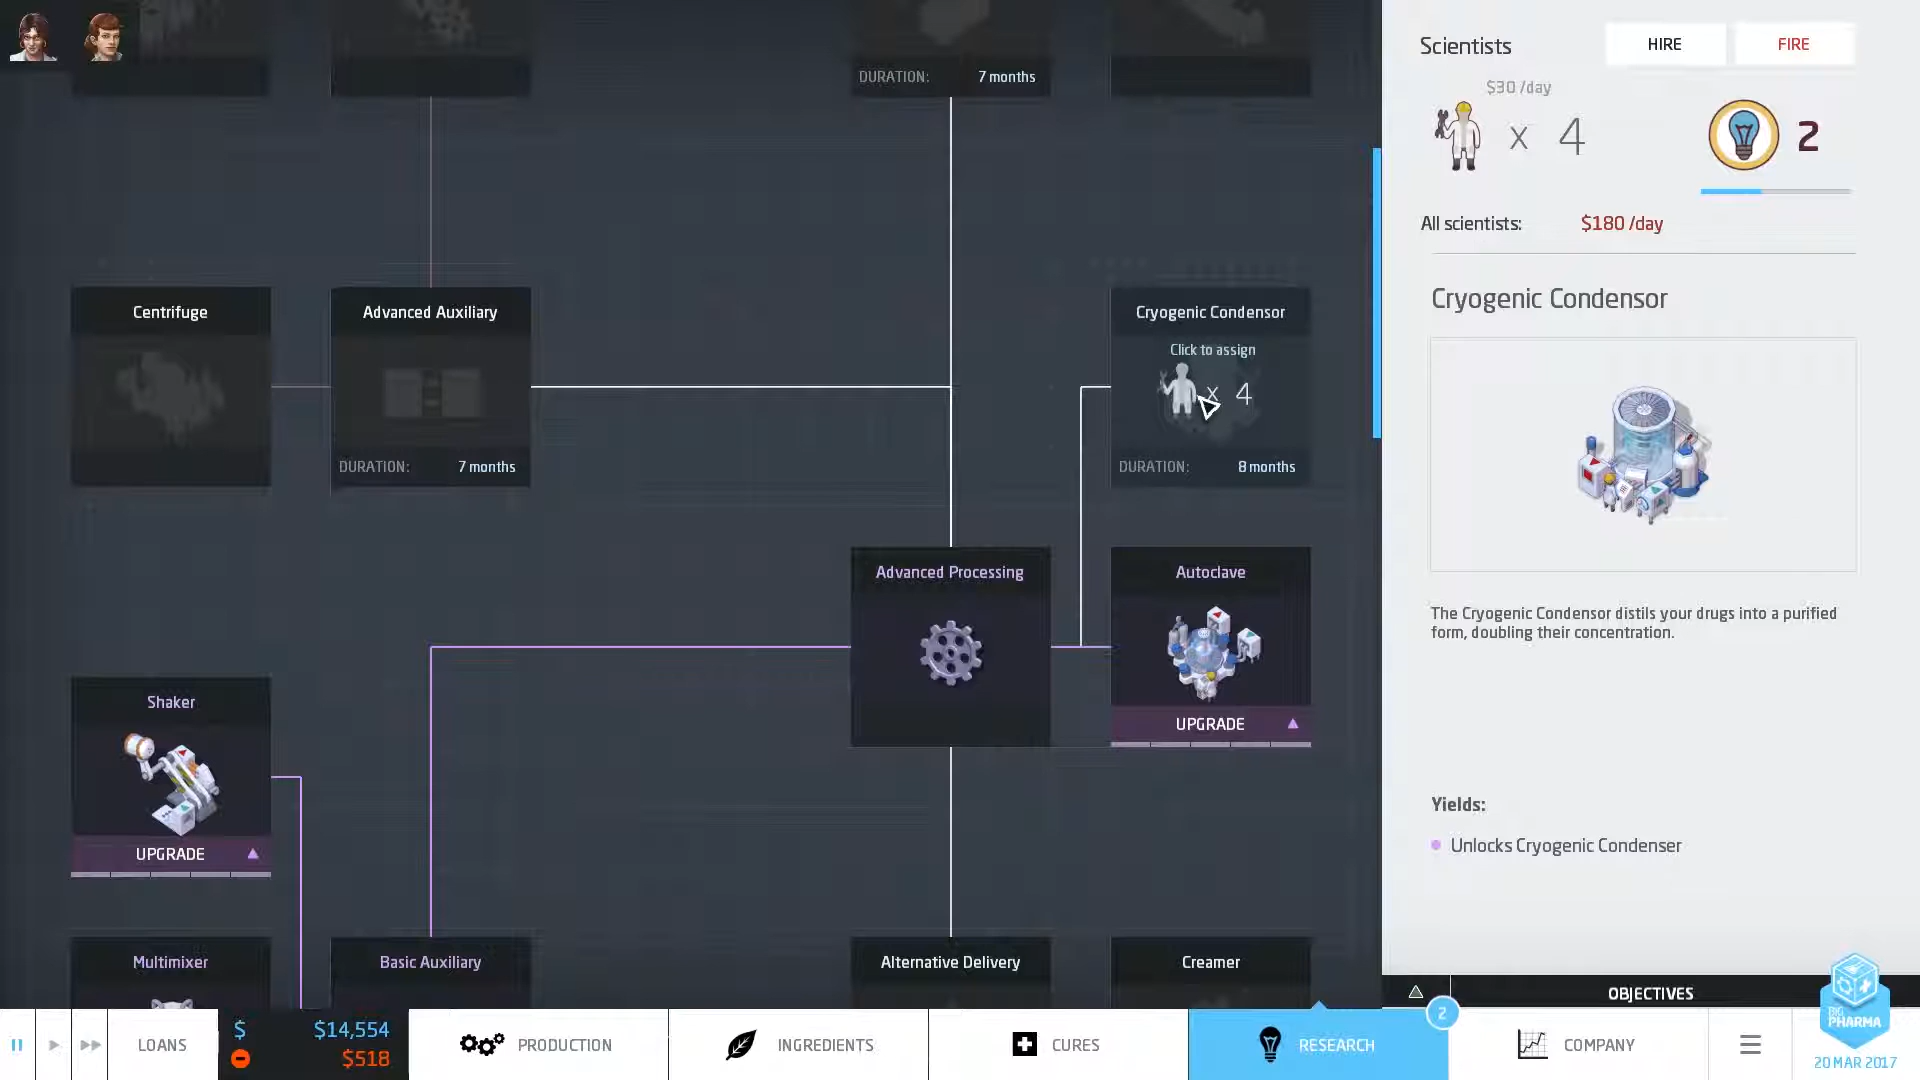 DURATION: 7 months
Scientists
HIRE
FIRE
$30 /day
x 4
2
All scientists: $180 /day
Cryogenic Condensor
The Cryogenic Condensor distils your drugs into a purified
form, doubling their concentration.
Yields:
Unlocks Cryogenic Condenser
Centrifuge
Advanced Auxiliary
DURATION: 7 months
Cryogenic Condensor
Click to assign
x 4
DURATION: 8 months
Advanced Processing
Autoclave
UPGRADE
Shaker
UPGRADE
Multimixer
Basic Auxiliary
Alternative Delivery
Creamer
OBJECTIVES
2
LOANS
$ $14,554
$518
PRODUCTION
INGREDIENTS
CURES
RESEARCH
COMPANY
BIG
PHARMA
20 MAR 2017